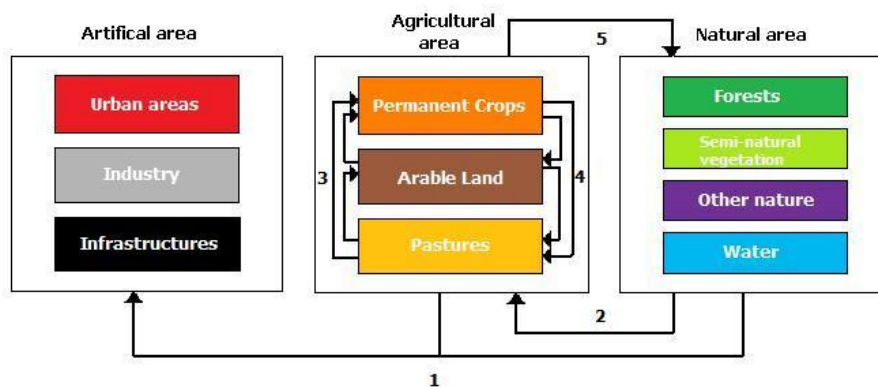 Artifical area
Agricultural
area
5
Natural area
Urban areas
Industry
Infrastructures
Permanent Crops
Arable Land
Pastures
3
4
Forests
Semi-natural
vegetation
Other nature
Water
2
1